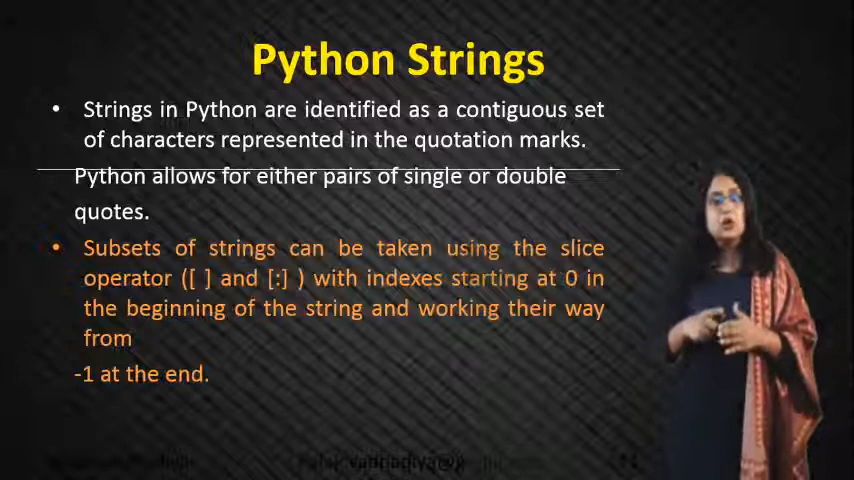 Python Strings
• Strings in Python are identified as a contiguous set
of characters represented in the quotation marks.
Python allows for either pairs of single or double
quotes.
• Subsets of strings can be taken using the slice
operator ([ ] and [:] ) with indexes starting at 0 in
the beginning of the string and working their way
from
-1 at the end.